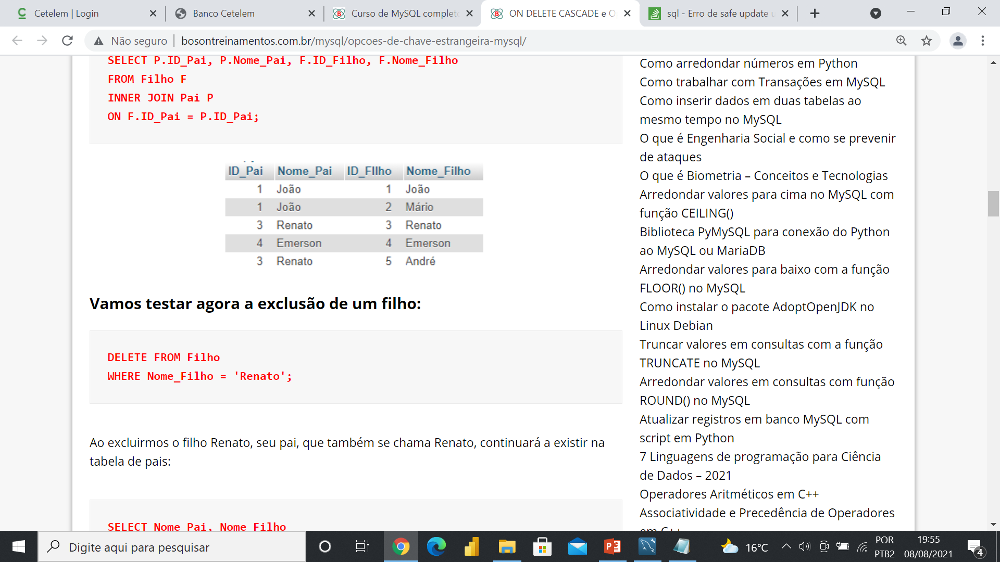 Cetelem | Login
Banco Cetelem
Curso de MySQL complet
ON DELETE CASCADE e O
sql - Erro de safe update u
Não seguro
bosontreinamentos.com.br/mysql/opcoes-de-chave-estrangeira-mysql/
SELECT P.ID_Pai, P.Nome_Pai, F.ID_Filho, F.Nome_Filho
FROM Filho F
INNER JOIN Pai P
ON F.ID_Pai = P.ID_Pai;
ID_Pai Nome_Pai ID_FIlho Nome_Filho
1 João 1 João
1 João 2 Mário
3 Renato 3 Renato
4 Emerson 4 Emerson
3 Renato 5 André
Vamos testar agora a exclusão de um filho:
DELETE FROM Filho
WHERE Nome_Filho = 'Renato';
Ao excluirmos o filho Renato, seu pai, que também se chama Renato, continuará a existir na
tabela de pais:
SELECT Nome_Pai, Nome_Filho
Como arredondar números em Python
Como trabalhar com Transações em MySQL
Como inserir dados em duas tabelas ao
mesmo tempo no MySQL
O que é Engenharia Social e como se prevenir
de ataques
O que é Biometria – Conceitos e Tecnologias
Arredondar valores para cima no MySQL com
função CEILING()
Biblioteca PyMySQL para conexão do Python
ao MySQL ou MariaDB
Arredondar valores para baixo com a função
FLOOR() no MySQL
Como instalar o pacote AdoptOpenJDK no
Linux Debian
Truncar valores em consultas com a função
TRUNCATE no MySQL
Arredondar valores em consultas com função
ROUND() no MySQL
Atualizar registros em banco MySQL com
script em Python
7 Linguagens de programação para Ciência
de Dados – 2021
Operadores Aritméticos em C++
Associatividade e Precedência de Operadores
em C++
Digite aqui para pesquisar
16°C
POR
PTB2
19:55
08/08/2021
4